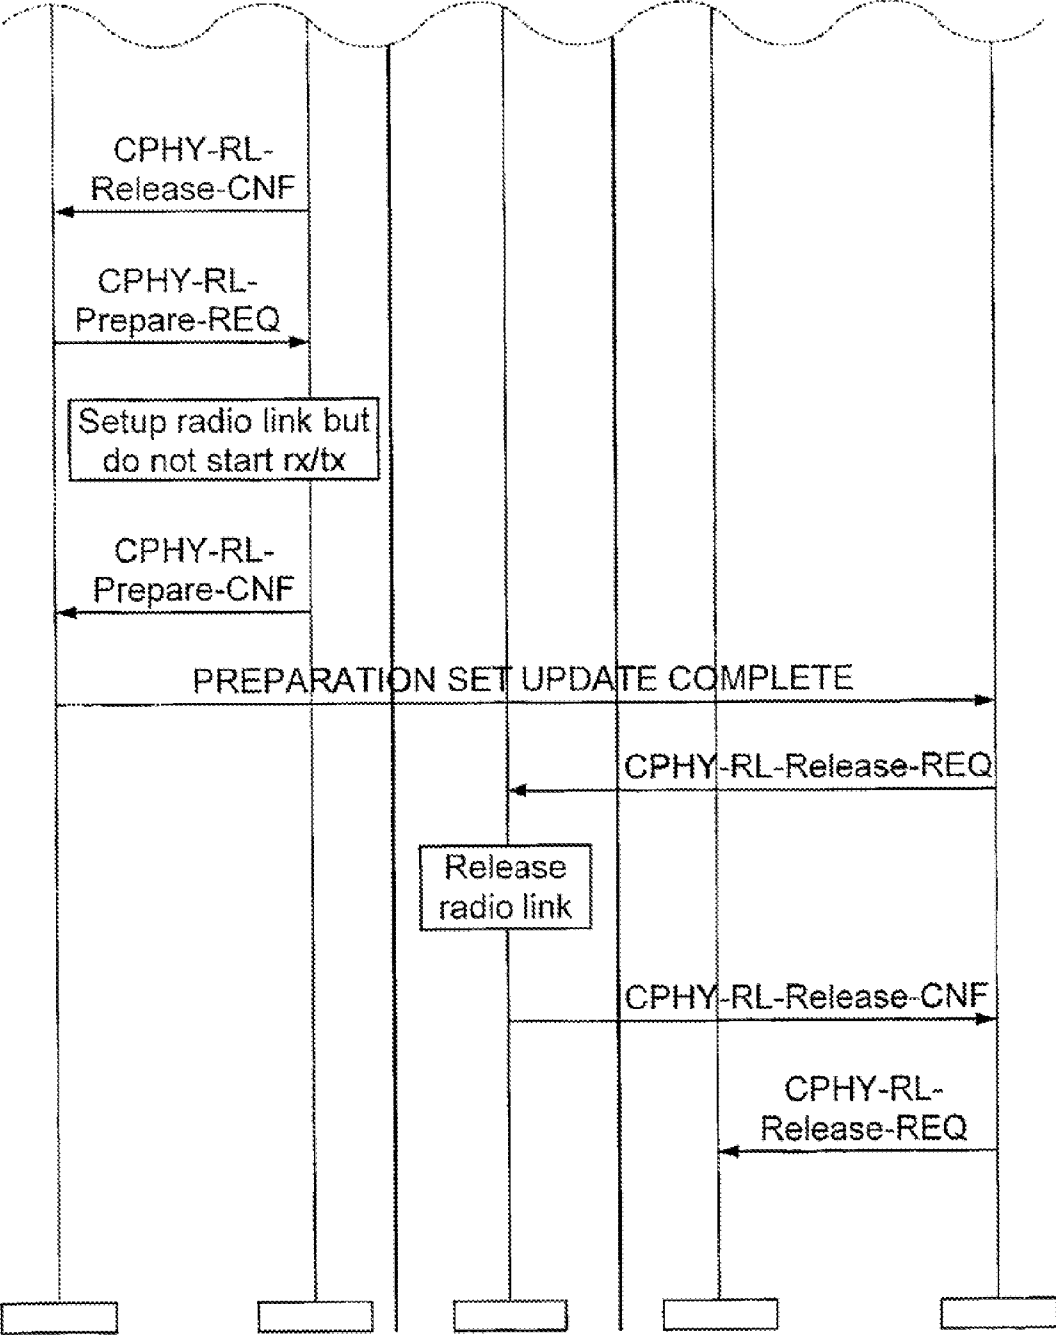 CPHY-RL-
Release-CNF
CPHY-RL-
Prepare-REQ
Setup radio link but
do not start rx/tx
CPHY-RL-
Prepare-CNF
PREPARATION SET UPDATE COMPLETE
CPHY-RL-Release-REQ
Release
radio link
CPHY-RL-Release-CNF
CPHY-RL-
Release-REQ